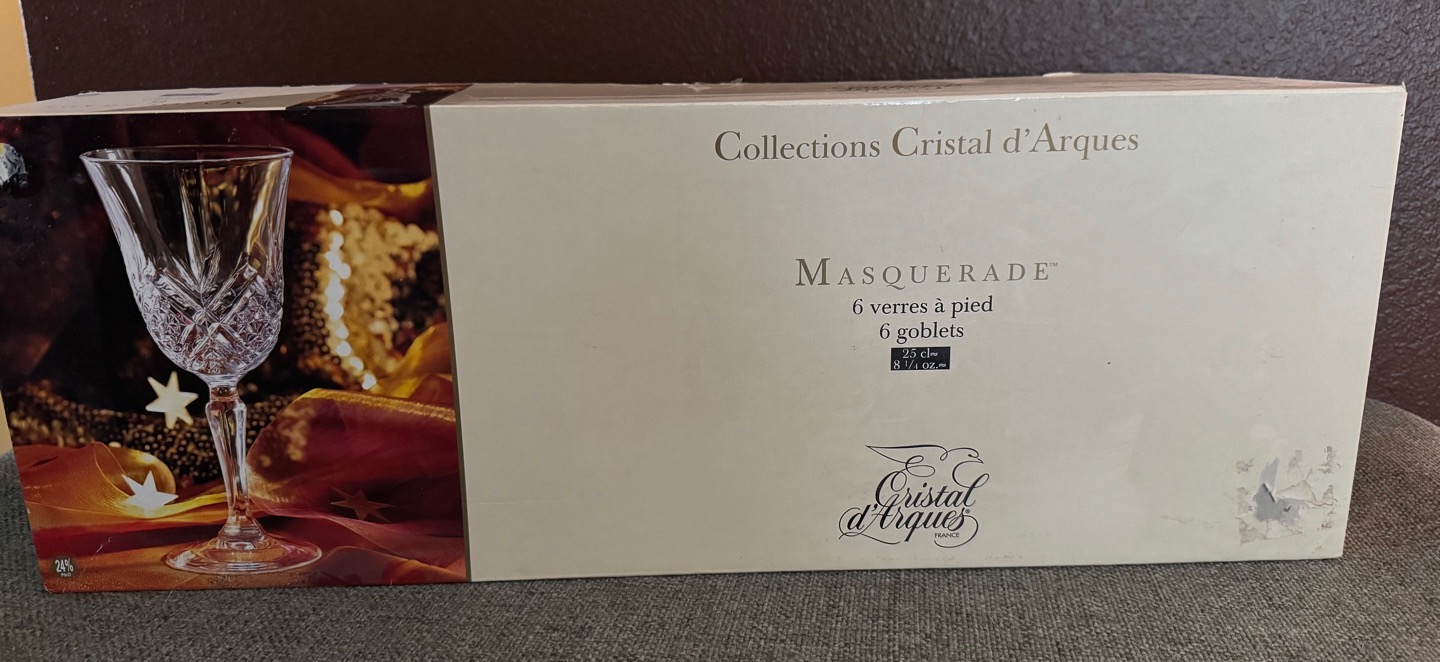 Collections Cristal d'Arques
MASQUERADE™
6 verres à pied
6 goblets
25 cl≈
8 1/4 oz.≈
Cristal
d'Arques®
FRANCE
24%
PbO